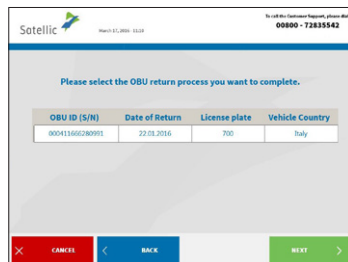 To call the Customer Support, please dial
00800 - 72835542
Satellic
March 17, 2016 - 11:13
Please select the OBU return process you want to complete.
OBU ID (S/N) Date of Return License plate Vehicle Country
000411666280991 22.01.2016 700 Italy
CANCEL BACK NEXT